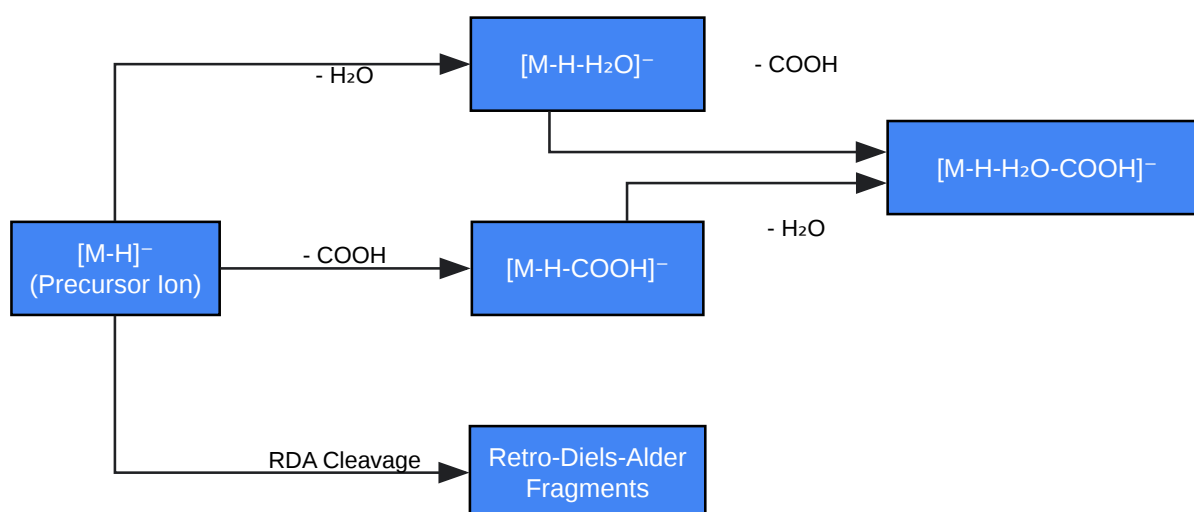 [M-H-H₂O]⁻
- COOH
- H₂O
[M-H-H₂O-COOH]⁻
[M-H]⁻
(Precursor Ion)
- COOH
[M-H-COOH]⁻
- H₂O
RDA Cleavage
Retro-Diels-Alder
Fragments